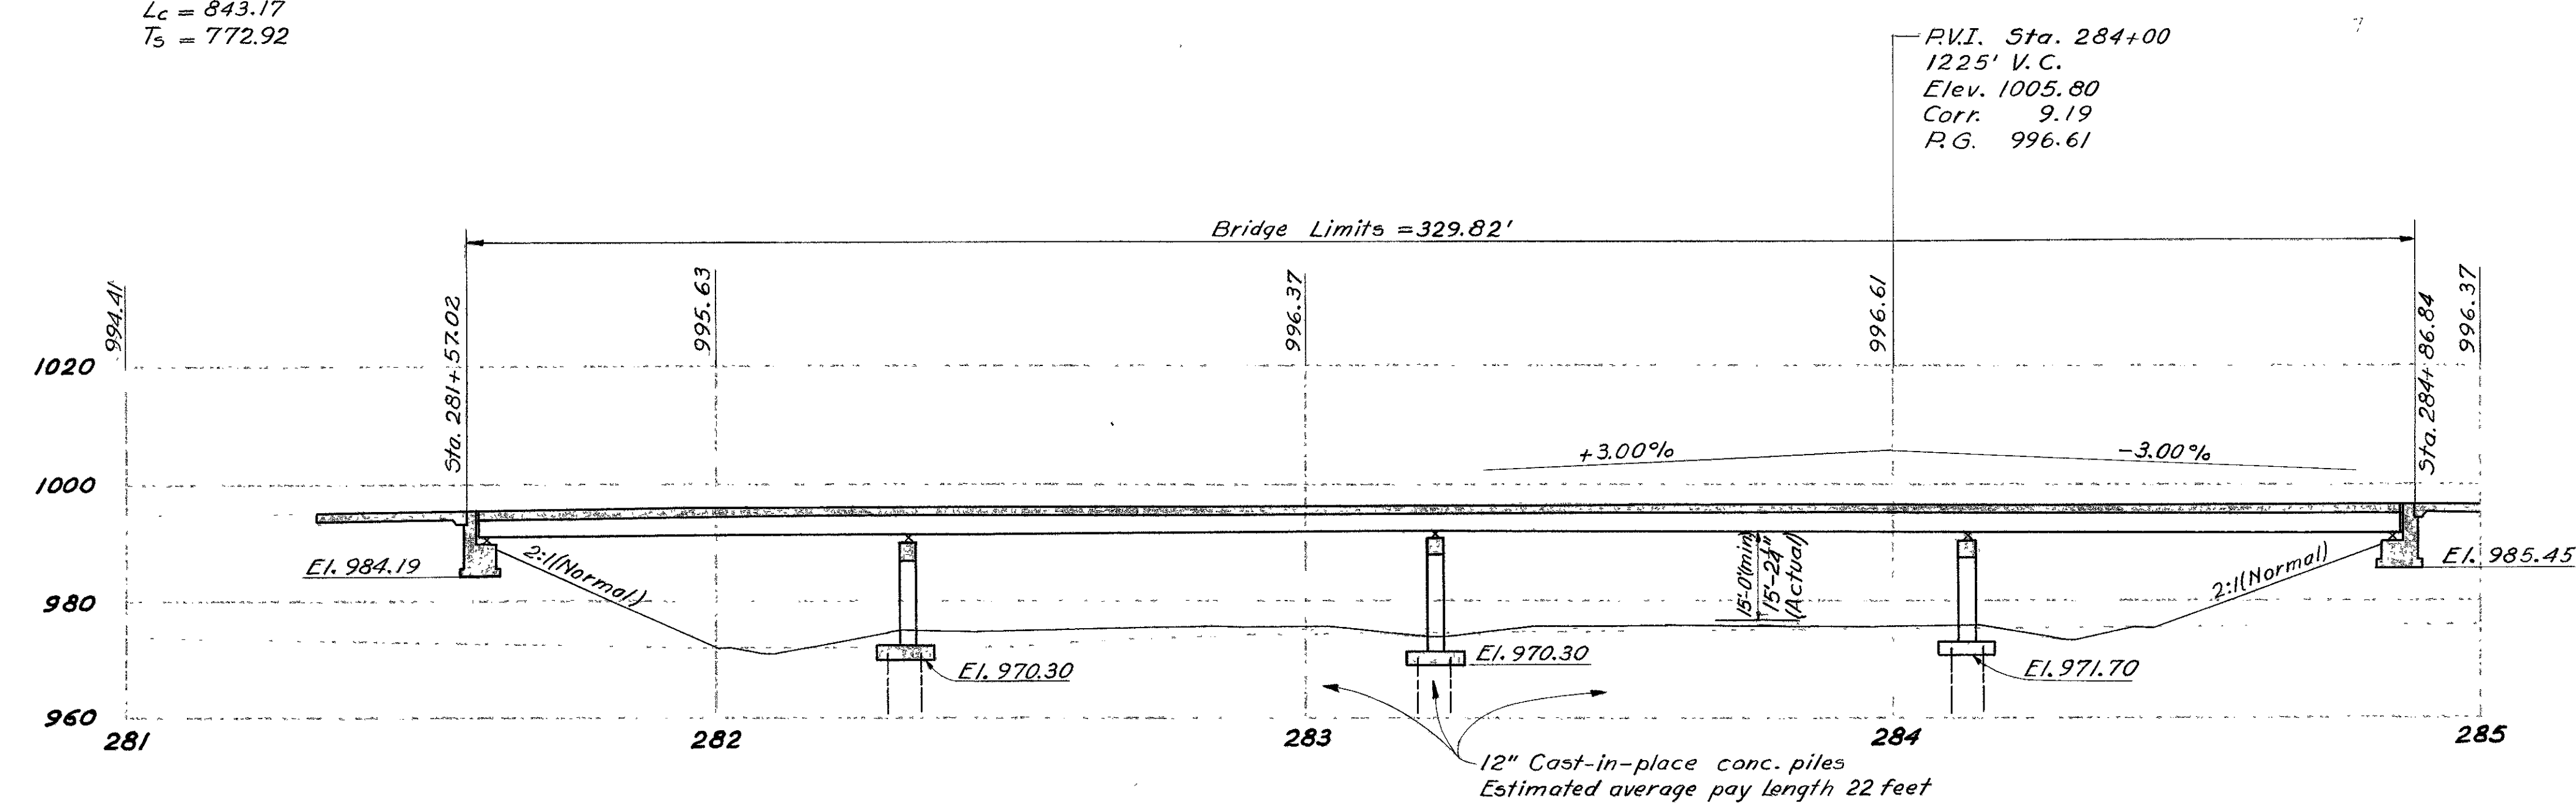 Lc = 843.17
Ts = 772.92
P.V.I. Sta. 284+00
1225' V.C.
Elev. 1005.80
Corr. 9.19
P.G. 996.61
Bridge Limits = 329.82'
994.41
Sta. 281+57.02
995.63
996.37
996.61
Sta. 284+86.84
996.37
1020
+3.00%
-3.00%
1000
2:1(Normal)
15'-0"(min)
15'-2¼"
(Actual)
2:1(Normal)
El. 984.19
El. 985.45
980
El. 970.30
El. 970.30
El. 971.70
960
281
282
283
284
285
12" Cast-in-place conc. piles
Estimated average pay length 22 feet